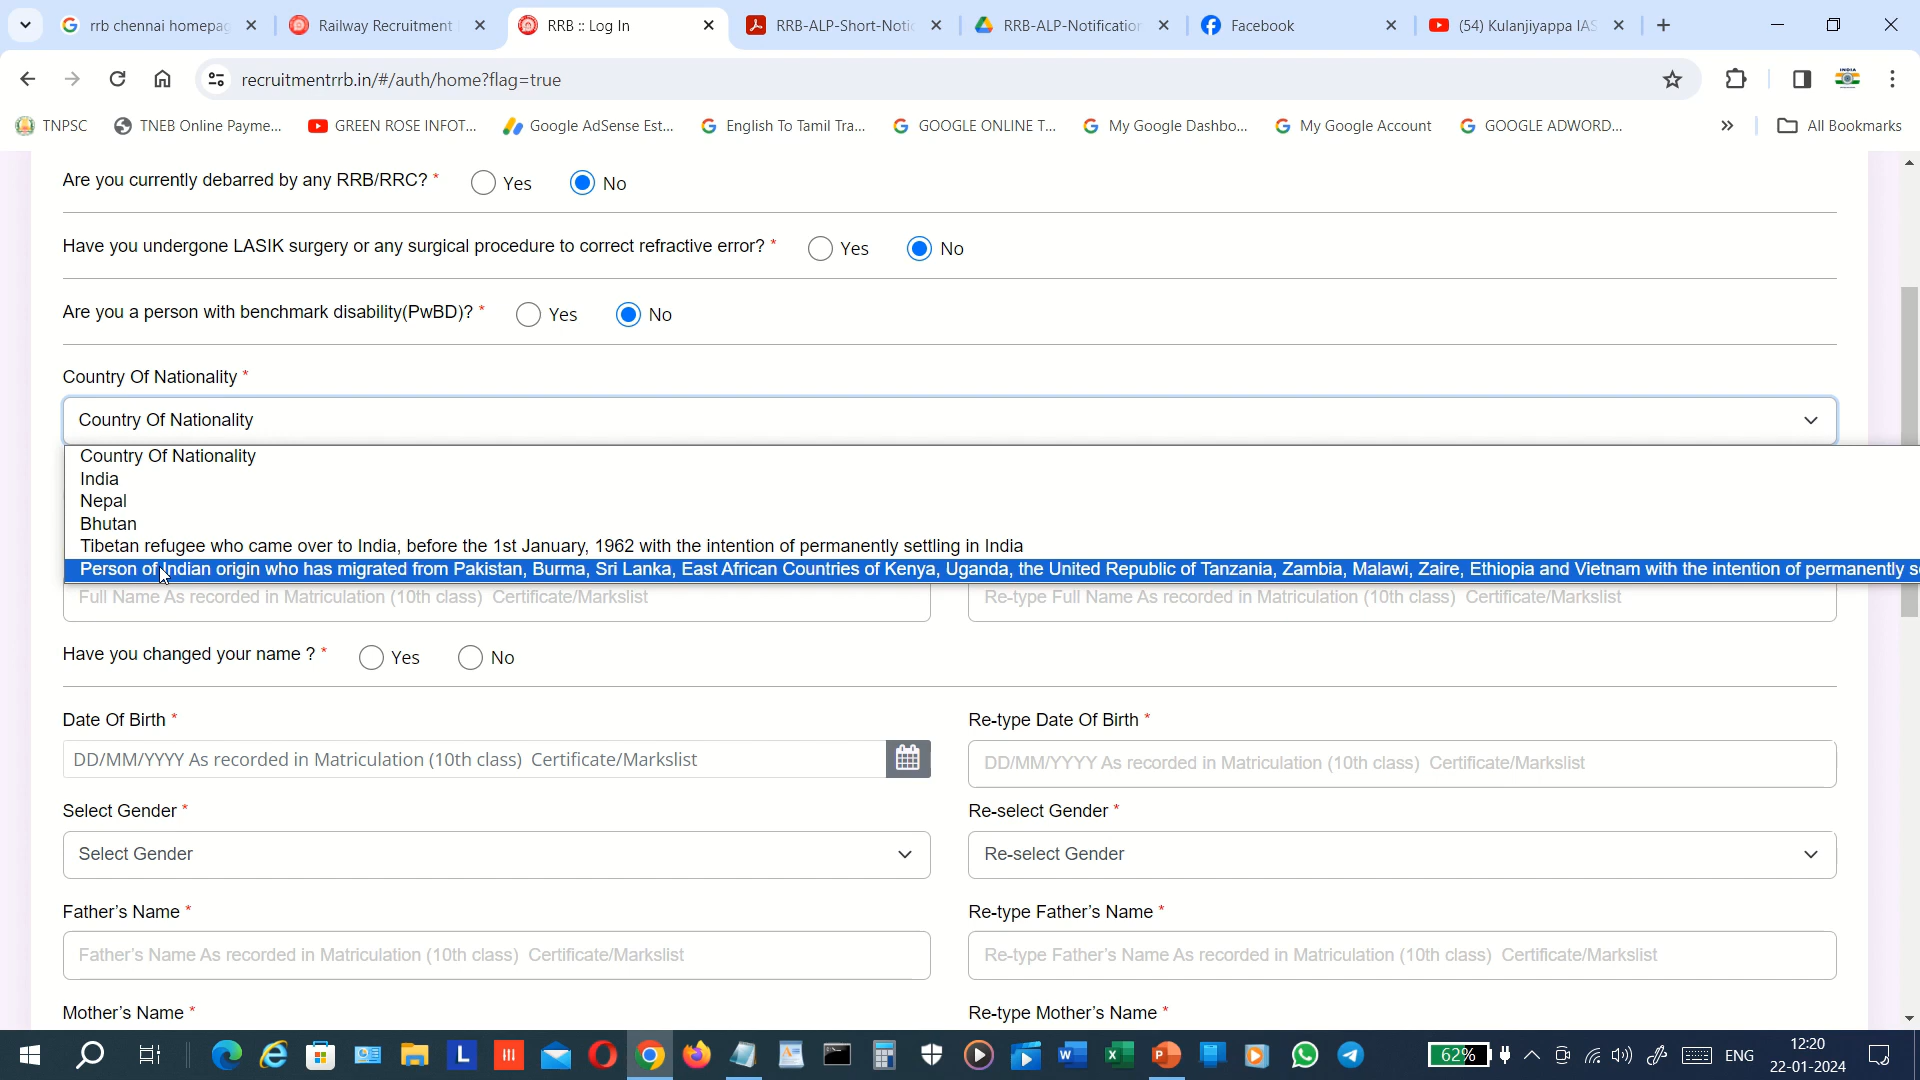 rrb chennai homepag
Railway Recruitment
RRB :: Log In
RRB-ALP-Short-Notic
RRB-ALP-Notification
Facebook
(54) Kulanjiyappa IAS
recruitmentrrb.in/#/auth/home?flag=true
TNPSC
TNEB Online Payme...
GREEN ROSE INFOT...
Google AdSense Est...
English To Tamil Tra...
GOOGLE ONLINE T...
My Google Dashbo...
My Google Account
GOOGLE ADWORD...
All Bookmarks
Are you currently debarred by any RRB/RRC? * Yes No
Have you undergone LASIK surgery or any surgical procedure to correct refractive error? * Yes No
Are you a person with benchmark disability(PwBD)? * Yes No
Country Of Nationality *
Country Of Nationality
Country Of Nationality
India
Nepal
Bhutan
Tibetan refugee who came over to India, before the 1st January, 1962 with the intention of permanently settling in India
Person of Indian origin who has migrated from Pakistan, Burma, Sri Lanka, East African Countries of Kenya, Uganda, the United Republic of Tanzania, Zambia, Malawi, Zaire, Ethiopia and Vietnam with the intention of permanently s
Full Name As recorded in Matriculation (10th class) Certificate/Markslist
Re-type Full Name As recorded in Matriculation (10th class) Certificate/Markslist
Have you changed your name ? * Yes No
Date Of Birth *
Re-type Date Of Birth *
DD/MM/YYYY As recorded in Matriculation (10th class) Certificate/Markslist
DD/MM/YYYY As recorded in Matriculation (10th class) Certificate/Markslist
Select Gender *
Re-select Gender *
Select Gender
Re-select Gender
Father's Name *
Re-type Father's Name *
Father's Name As recorded in Matriculation (10th class) Certificate/Markslist
Re-type Father's Name As recorded in Matriculation (10th class) Certificate/Markslist
Mother's Name *
Re-type Mother's Name *
62%
ENG
12:20
22-01-2024